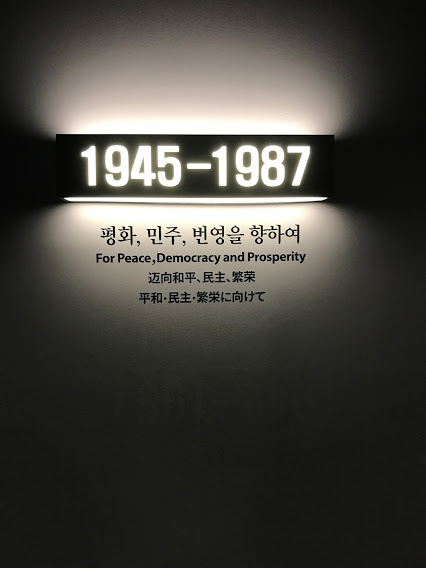 1945-1987
평화, 민주, 번영을 향하여
For Peace,Democracy and Prosperity
迈向和平、民主、繁荣
平和・民主・繁栄に向けて